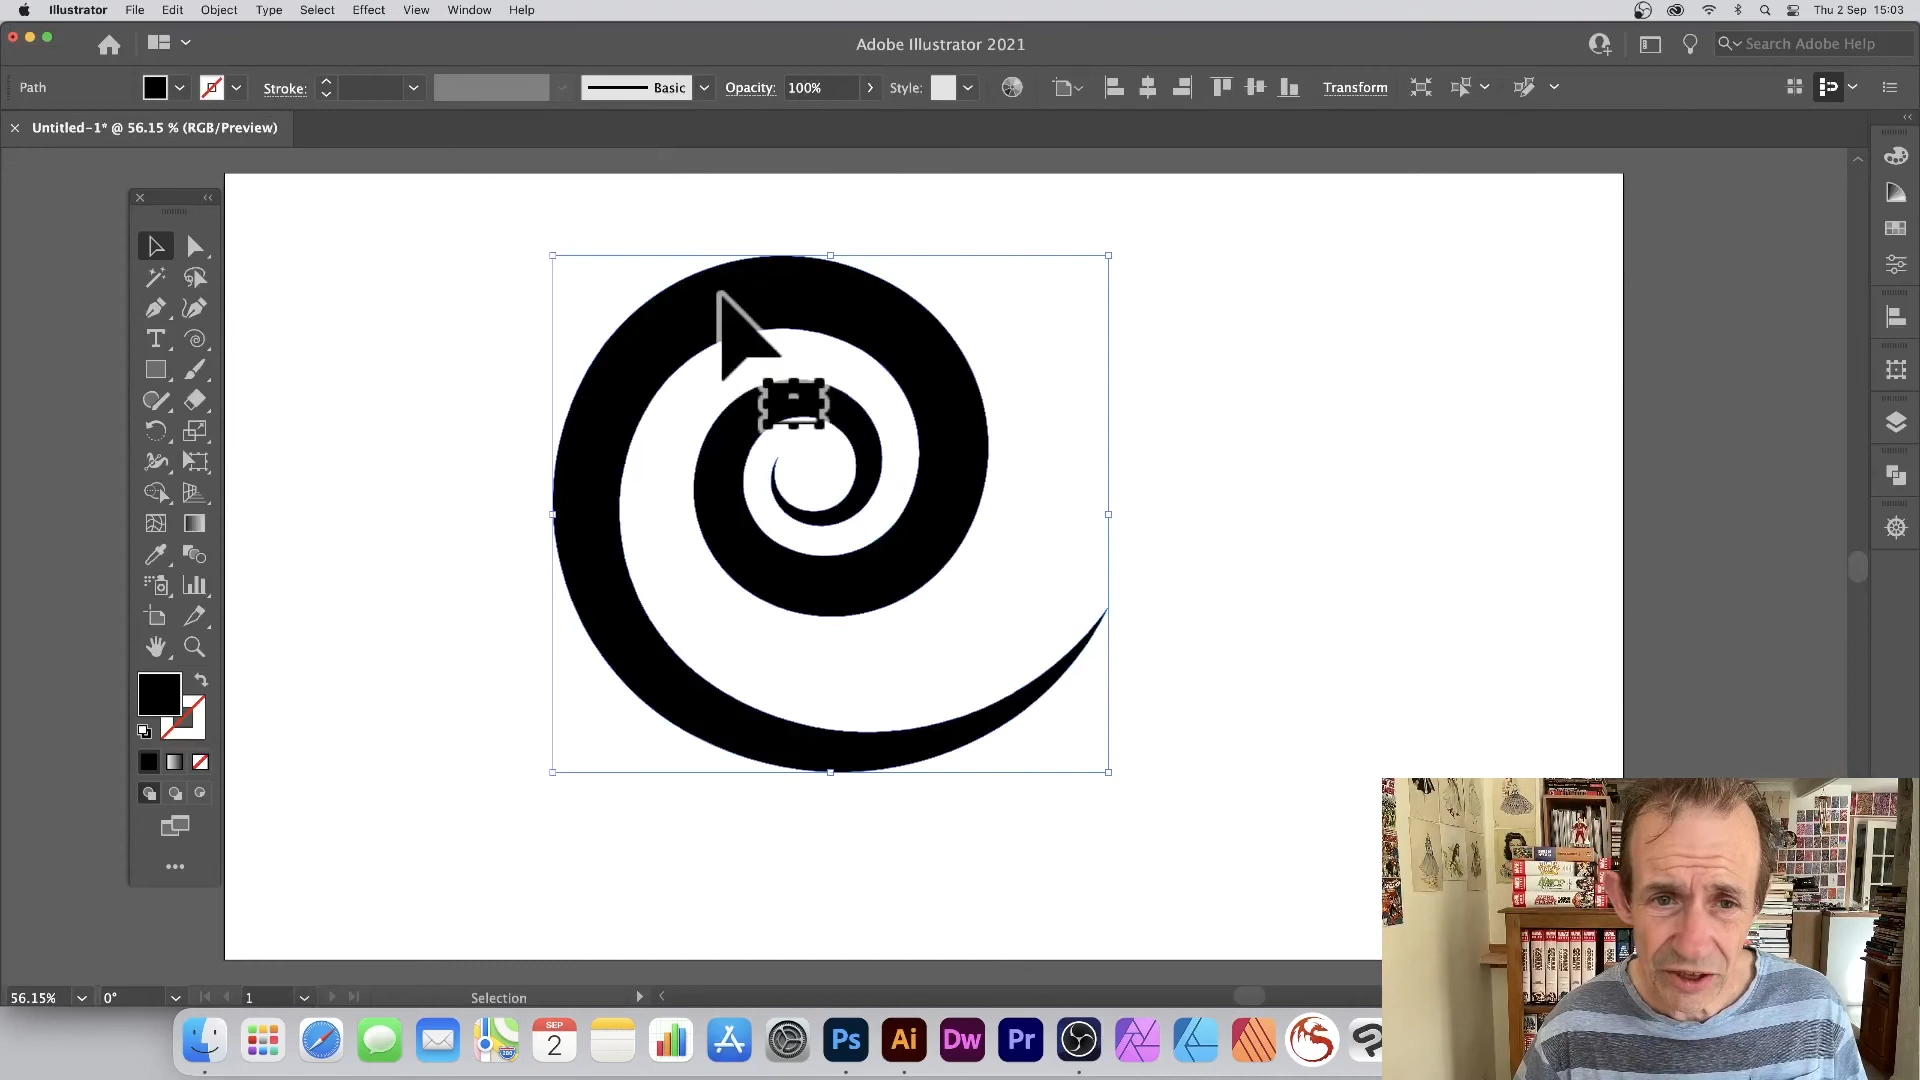 Illustrator File Edit Object Type Select Effect View Window Help Thu 2 Sep 15:03
Adobe Illustrator 2021 Search Adobe Help
Path Stroke: Basic Opacity: 100% Style: Transform
Untitled-1* @ 56.15 % (RGB/Preview)
T
56.15% 0° 1 Selection
SEP
2 Ps Ai Dw Pr
280